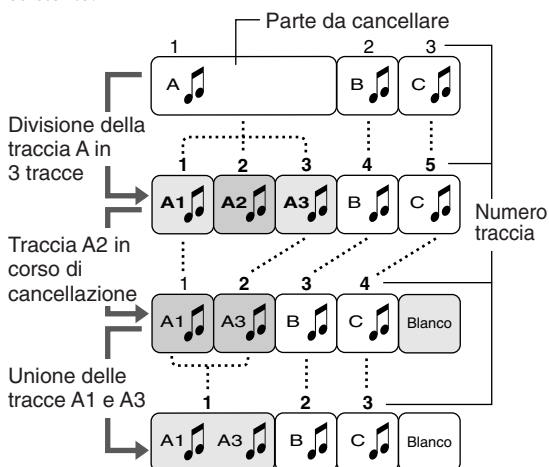 Parte da cancellare
1 2 3
A B C
Divisione della
traccia A in
3 tracce
1 2 3 4 5
A1 A2 A3 B C
Numero
traccia
Traccia A2 in
corso di
cancellazione
1 2 3 4
A1 A3 B C Blanco
Unione delle
tracce A1 e A3
1 2 3
A1 A3 B C Blanco